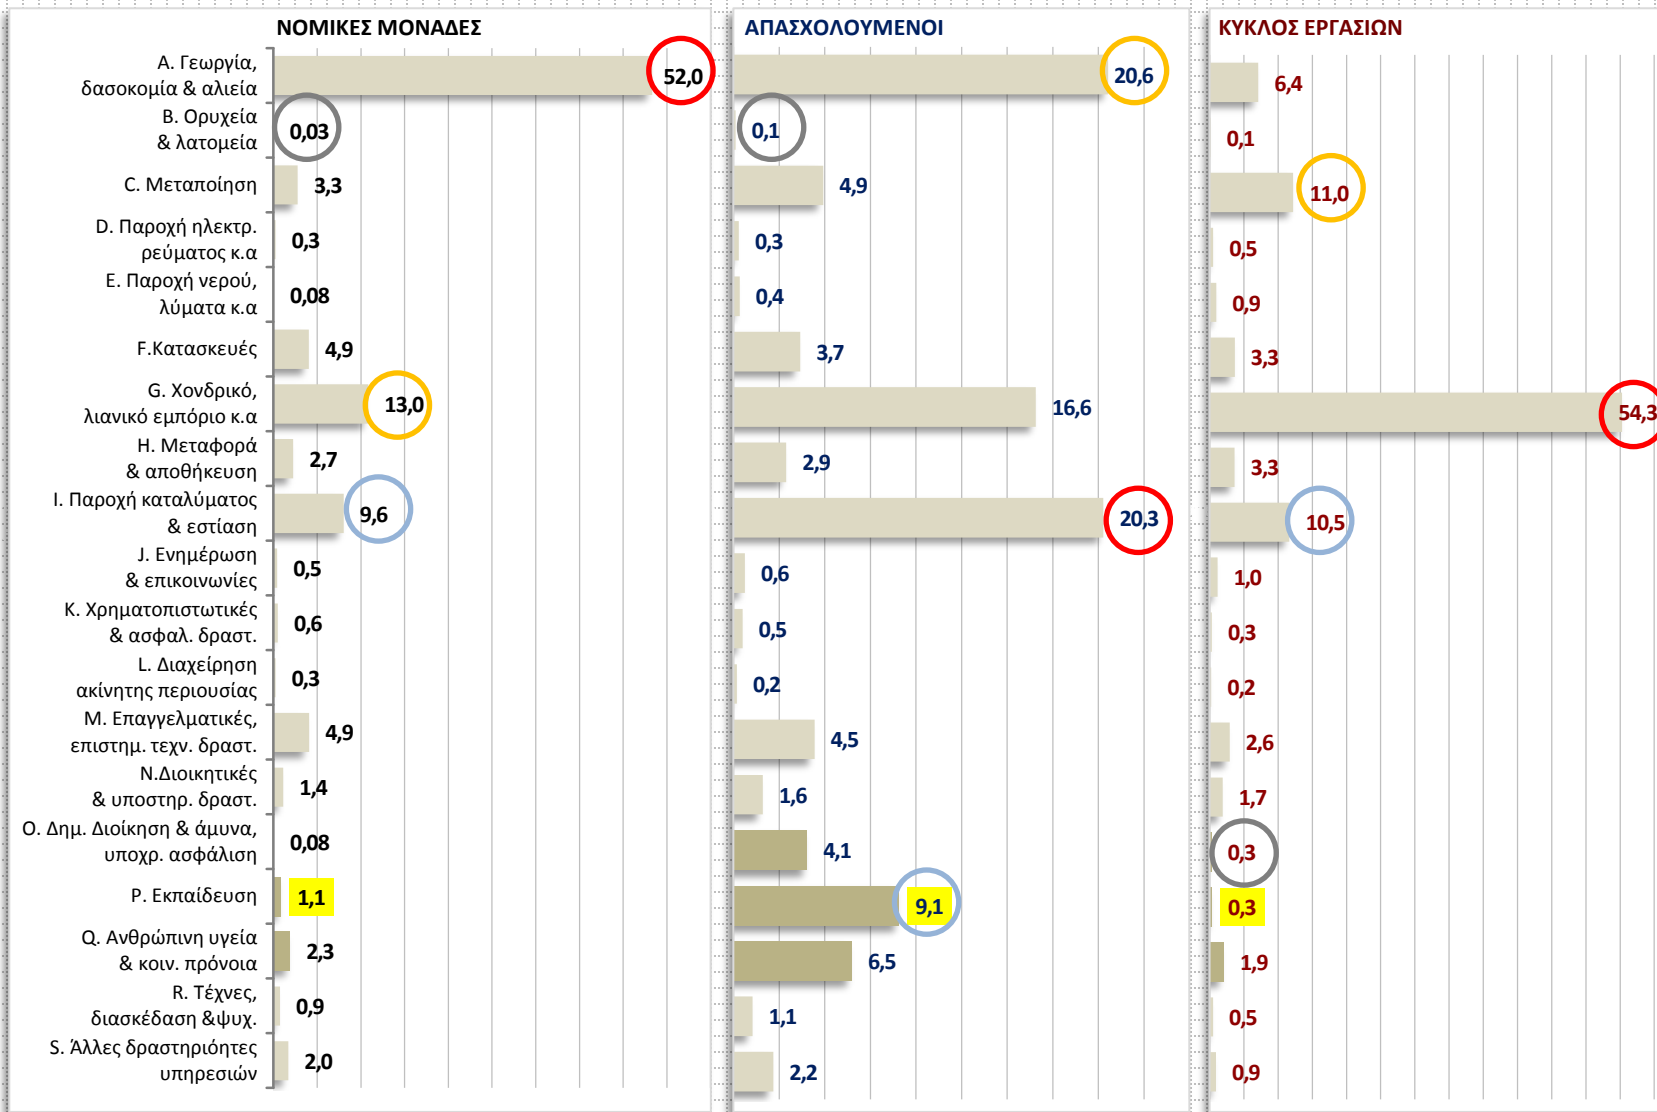 ΝΟΜΙΚΕΣ ΜΟΝΑΔΕΣ
ΑΠΑΣΧΟΛΟΥΜΕΝΟΙ
ΚΥΚΛΟΣ ΕΡΓΑΣΙΩΝ
A. Γεωργία,
δασοκομία & αλιεία
52,0
20,6
6,4
B. Ορυχεία
& λατομεία
0,03
0,1
0,1
C. Μεταποίηση
3,3
4,9
11,0
D. Παροχή ηλεκτρ.
ρεύματος κ.α
0,3
0,3
0,5
E. Παροχή νερού,
λύματα κ.α
0,08
0,4
0,9
F.Κατασκευές
4,9
3,7
3,3
G. Χονδρικό,
λιανικό εμπόριο κ.α
13,0
16,6
54,3
H. Μεταφορά
& αποθήκευση
2,7
2,9
3,3
I. Παροχή καταλύματος
& εστίαση
9,6
20,3
10,5
J. Ενημέρωση
& επικοινωνίες
0,5
0,6
1,0
K. Χρηματοπιστωτικές
& ασφαλ. δραστ.
0,6
0,5
0,3
L. Διαχείρηση
ακίνητης περιουσίας
0,3
0,2
0,2
M. Επαγγελματικές,
επιστημ. τεχν. δραστ.
4,9
4,5
2,6
N.Διοικητικές
& υποστηρ. δραστ.
1,4
1,6
1,7
O. Δημ. Διοίκηση & άμυνα,
υποχρ. ασφάλιση
0,08
4,1
0,3
P. Εκπαίδευση
1,1
9,1
0,3
Q. Ανθρώπινη υγεία
& κοιν. πρόνοια
2,3
6,5
1,9
R. Τέχνες,
διασκέδαση &ψυχ.
0,9
1,1
0,5
S. Άλλες δραστηριότητες
υπηρεσιών
2,0
2,2
0,9